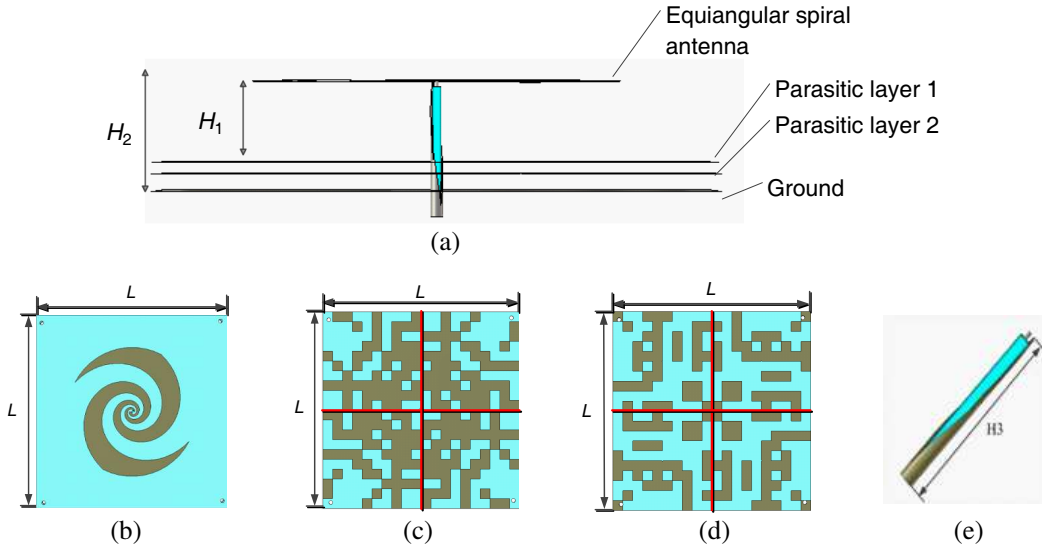 Equiangular spiral
antenna
Parasitic layer 1
H1
Parasitic layer 2
H2
Ground
(a)
L
L
L
L
L
L
H3
(b)
(c)
(d)
(e)